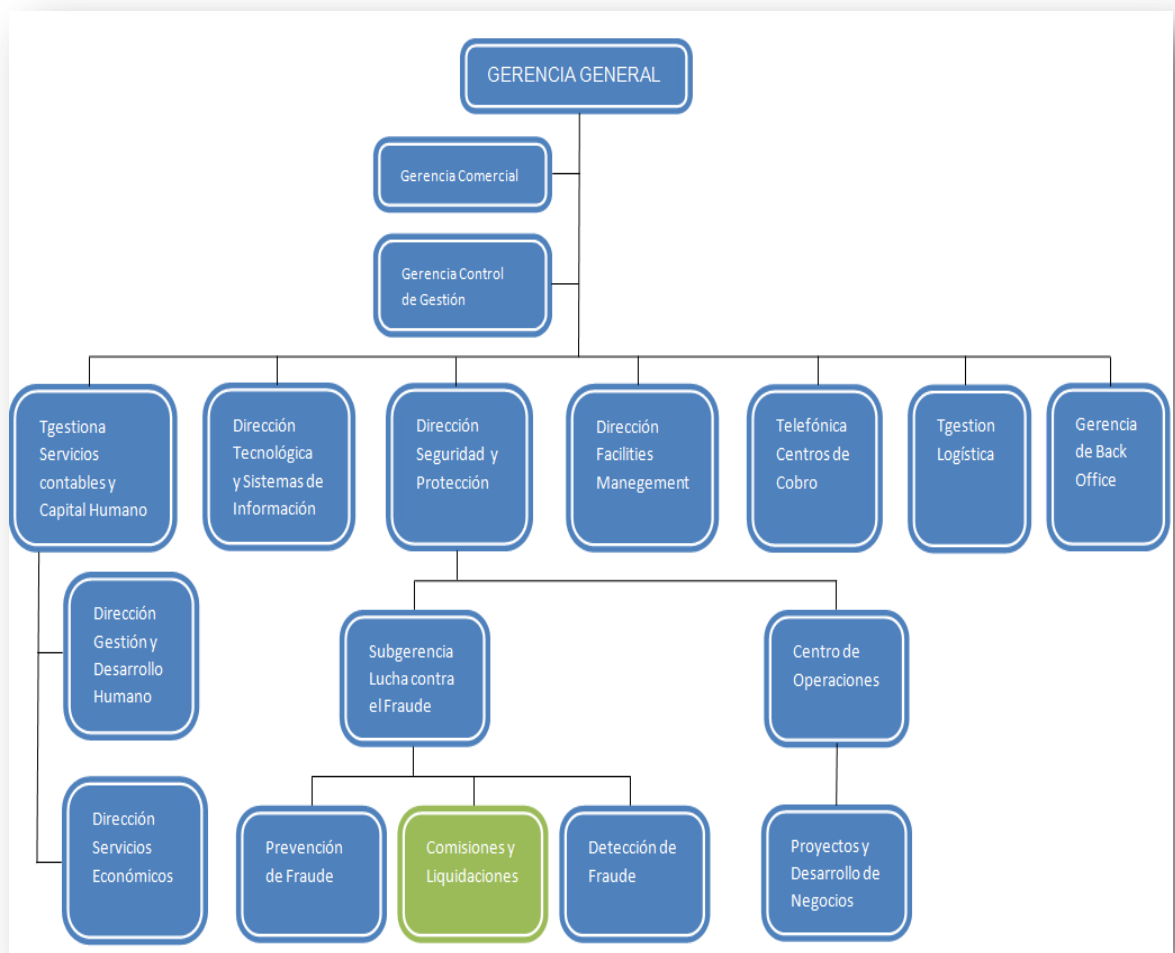 GERENCIA GENERAL
Gerencia Comercial
Gerencia Control
de Gestión
Tgestiona
Servicios
contables y
Capital Humano
Dirección
Tecnológica
y Sistemas de
Información
Dirección
Seguridad y
Protección
Dirección
Facilities
Manegement
Telefónica
Centros de
Cobro
Tgestion
Logística
Gerencia
de Back
Office
Dirección
Gestión y
Desarrollo
Humano
Subgerencia
Lucha contra
el Fraude
Centro de
Operaciones
Dirección
Servicios
Económicos
Prevención
de Fraude
Comisiones y
Liquidaciones
Detección de
Fraude
Proyectos y
Desarrollo de
Negocios